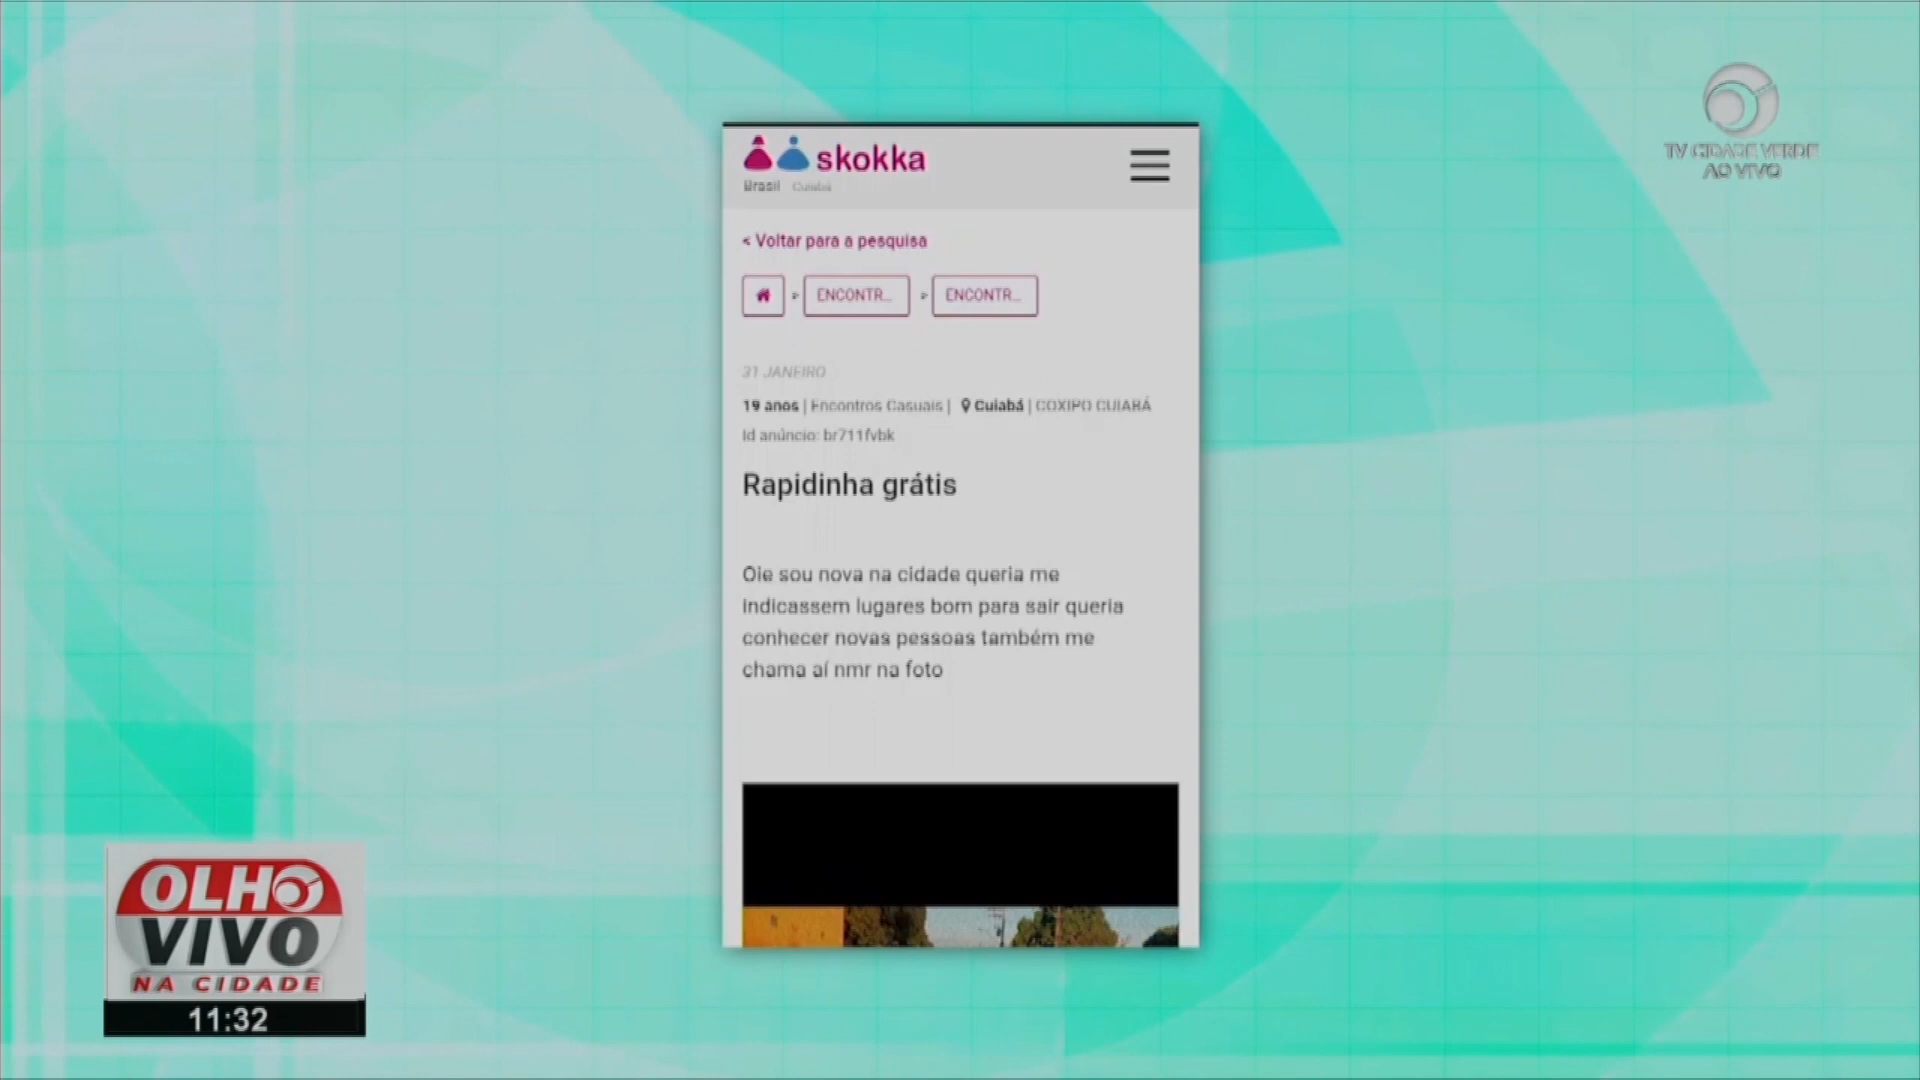 TV CIDADE VERDE
AO VIVO
skokka
Brasil Cuiabá
< Voltar para a pesquisa
ENCONTR... ENCONTR...
31 JANEIRO
19 anos | Encontros Casuais | Cuiabá | COXIPO CUIABÁ
Id anúncio: br711fvbk
Rapidinha grátis
Oie sou nova na cidade queria me
indicassem lugares bom para sair queria
conhecer novas pessoas também me
chama aí nmr na foto
OLHO
VIVO
NA CIDADE
11:32